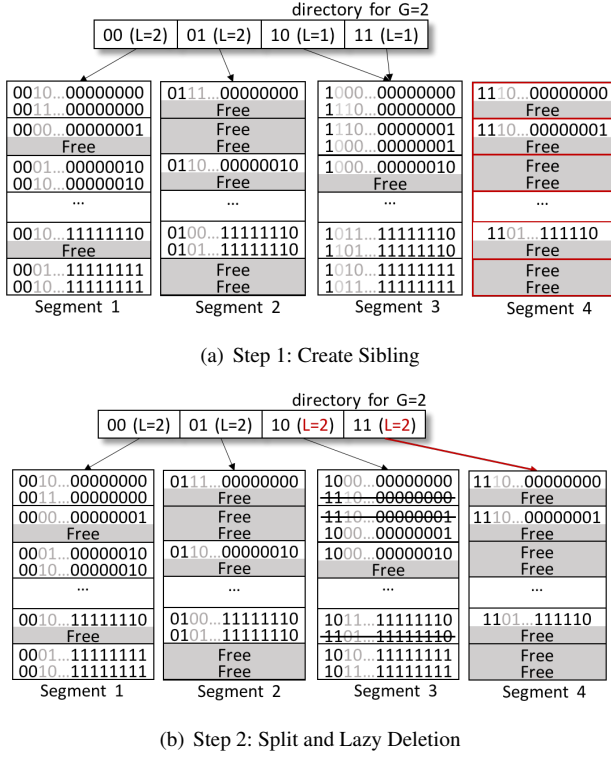 directory for G=2
00 (L=2)
01 (L=2)
10 (L=1)
11 (L=1)
0010...00000000
0011...00000000
0000...00000001
Free
0001...00000010
0010...00000010
...
0010...11111110
Free
0001...11111111
0010...11111111
Segment 1
0111...00000000
Free
Free
Free
0110...00000010
Free
...
0100...11111110
0101...11111110
Free
Free
Segment 2
1000...00000000
1110...00000000
1110...00000001
1000...00000001
1000...00000010
Free
...
1011...11111110
1101...11111110
1010...11111111
1011...11111111
Segment 3
1110...00000000
Free
1110...00000001
Free
Free
Free
...
1101...111110
Free
Free
Free
Segment 4
(a) Step 1: Create Sibling
directory for G=2
00 (L=2)
01 (L=2)
10 (L=2)
11 (L=2)
0010...00000000
0011...00000000
0000...00000001
Free
0001...00000010
0010...00000010
...
0010...11111110
Free
0001...11111111
0010...11111111
Segment 1
0111...00000000
Free
Free
Free
0110...00000010
Free
...
0100...11111110
0101...11111110
Free
Free
Segment 2
1000...00000000
1110...00000000
1110...00000001
1000...00000001
1000...00000010
Free
...
1011...11111110
1101...11111110
1010...11111111
1011...11111111
Segment 3
1110...00000000
Free
1110...00000001
Free
Free
Free
...
1101...111110
Free
Free
Free
Segment 4
(b) Step 2: Split and Lazy Deletion